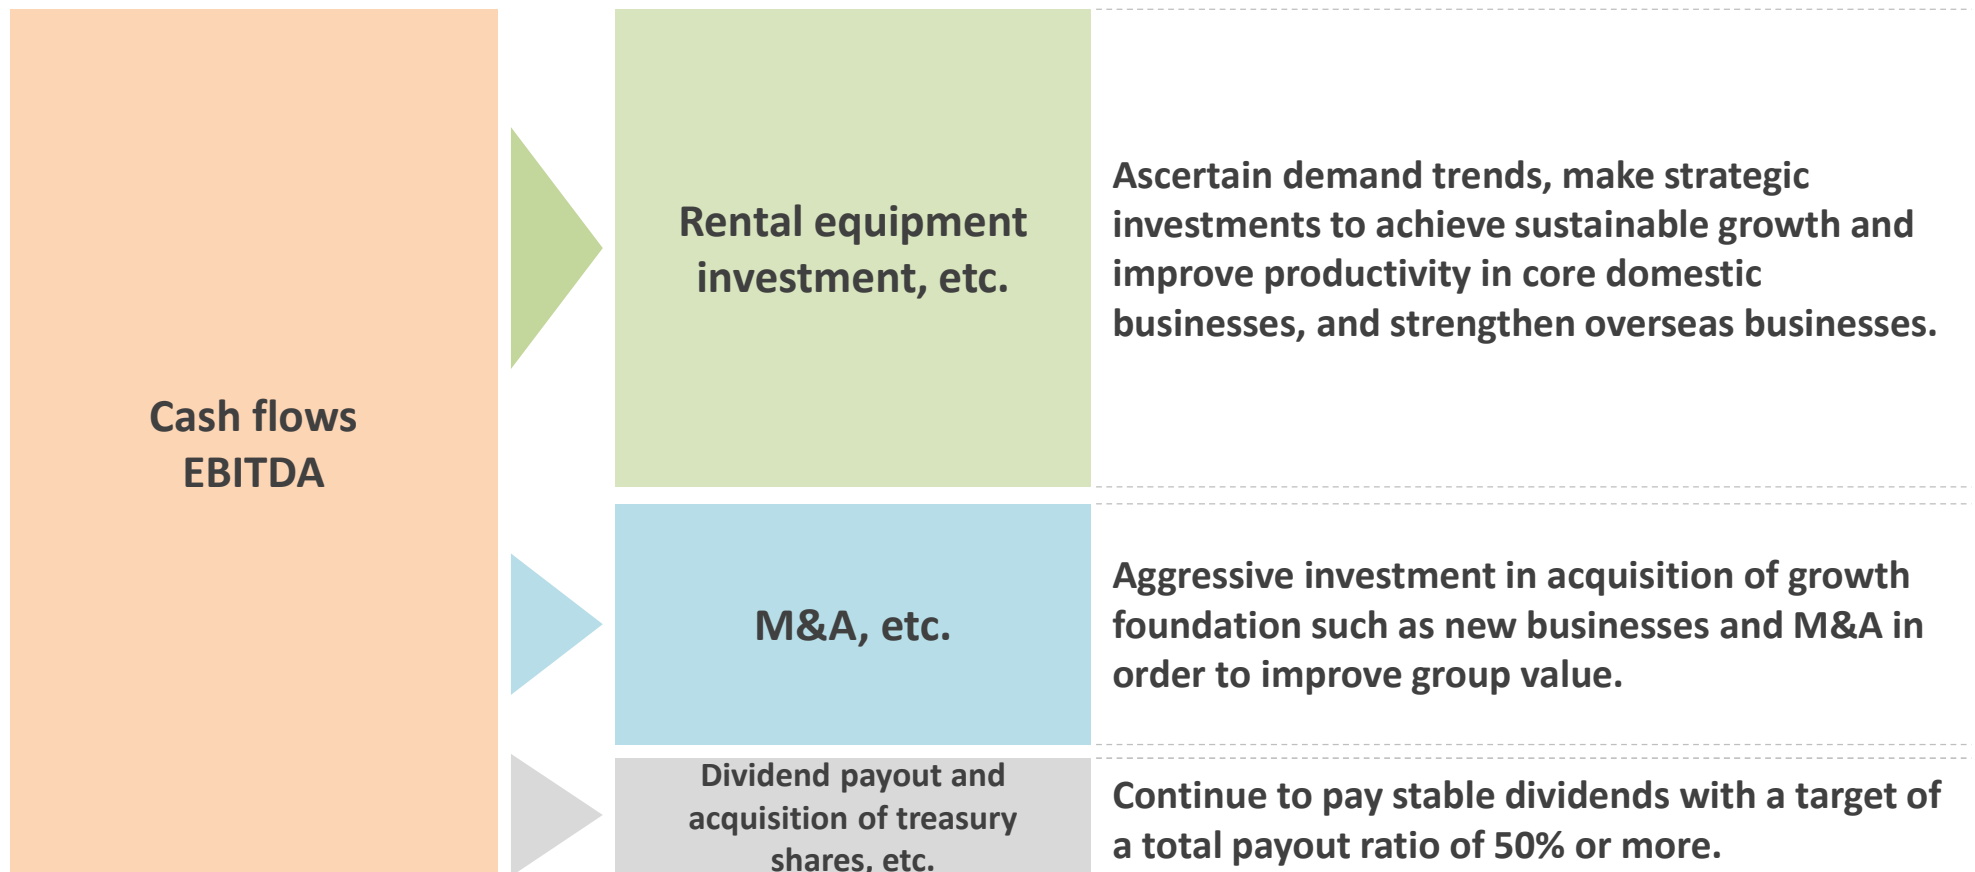 Cash flows
EBITDA
Rental equipment
investment, etc.
Ascertain demand trends, make strategic
investments to achieve sustainable growth and
improve productivity in core domestic
businesses, and strengthen overseas businesses.
M&A, etc.
Aggressive investment in acquisition of growth
foundation such as new businesses and M&A in
order to improve group value.
Dividend payout and
acquisition of treasury
shares, etc.
Continue to pay stable dividends with a target of
a total payout ratio of 50% or more.